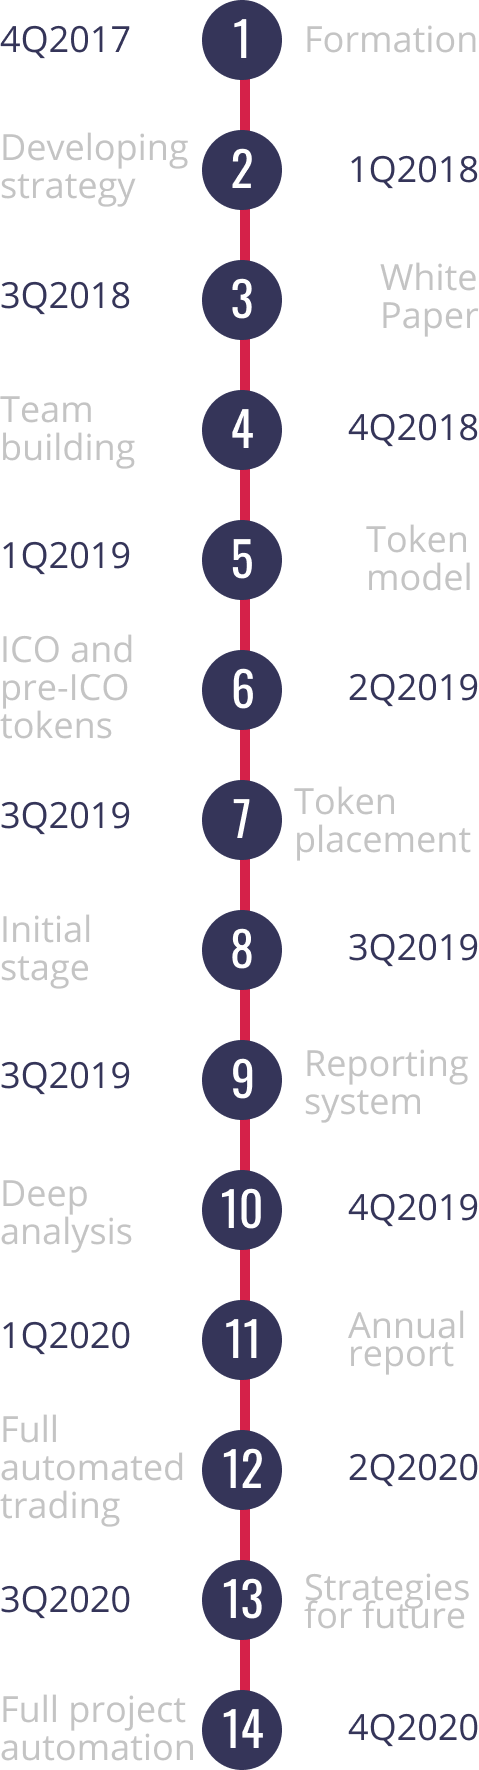 4Q2017
1
Formation
Developing
strategy
2
1Q2018
3Q2018
3
White
Paper
Team
building
4
4Q2018
1Q2019
5
Token
model
ICO and
pre-ICO
tokens
6
2Q2019
3Q2019
7
Token
placement
Initial
stage
8
3Q2019
3Q2019
9
Reporting
system
Deep
analysis
10
4Q2019
1Q2020
11
Annual
report
Full
automated
trading
12
2Q2020
3Q2020
13
Strategies
for future
Full project
automation
14
4Q2020